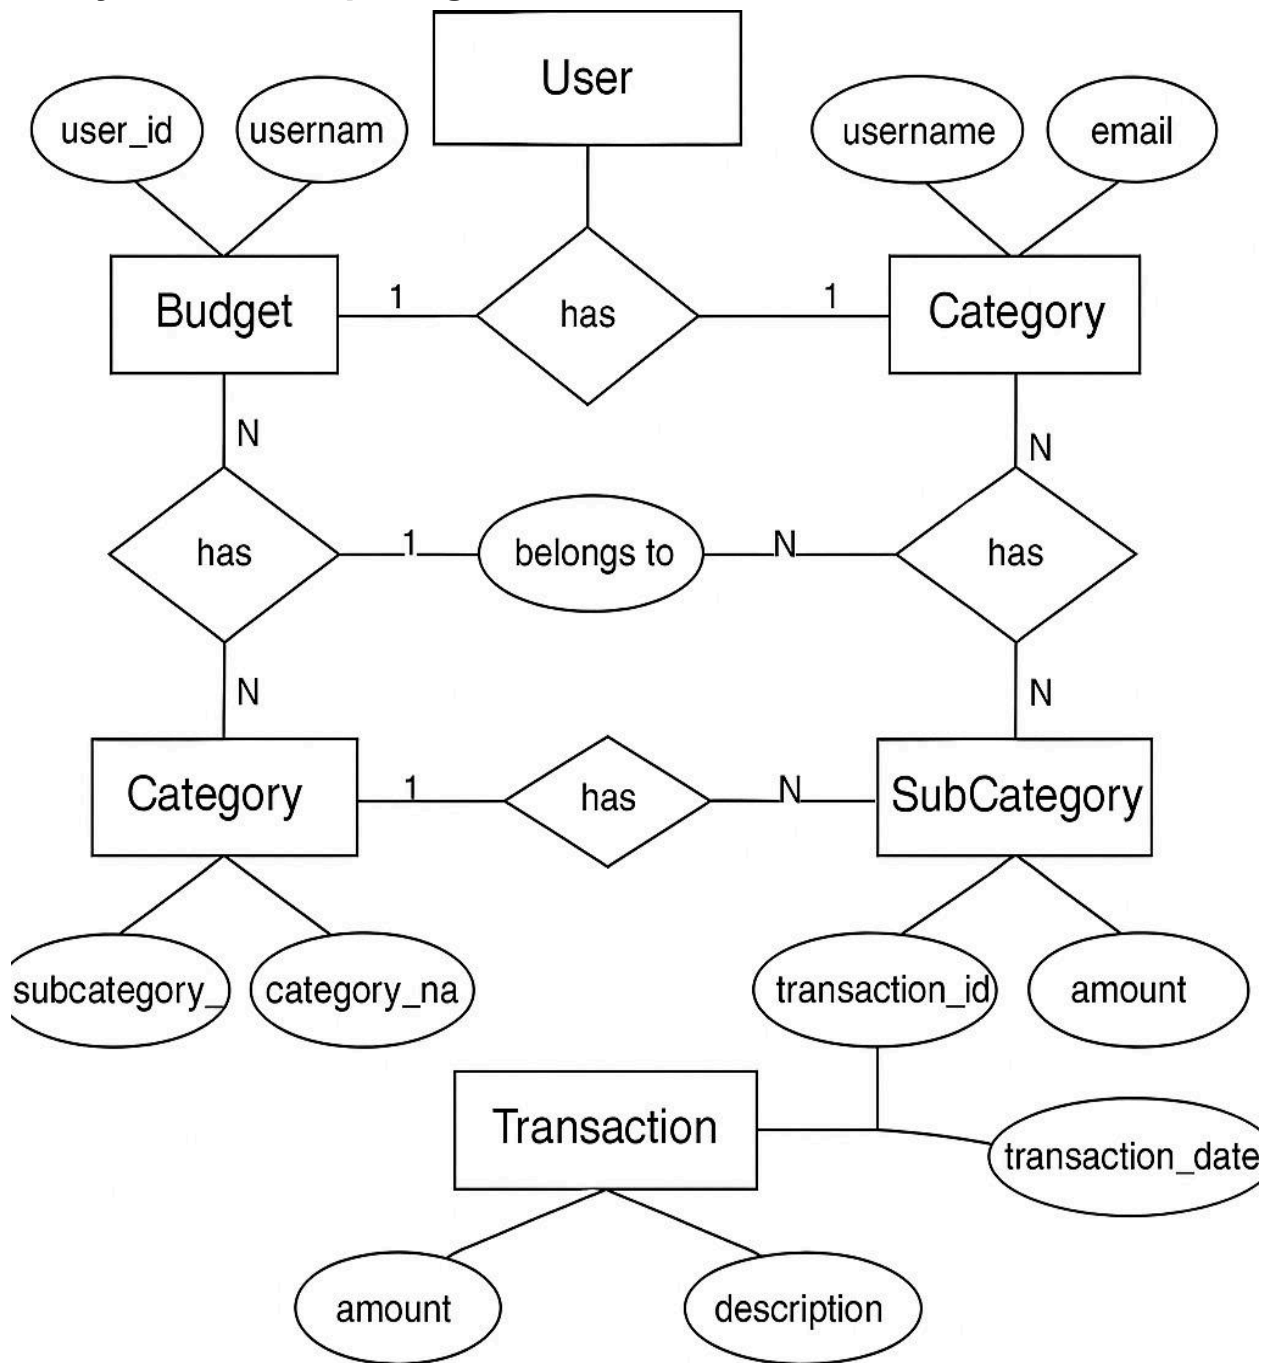 User
user_id
usernam
username
email
Budget
1
has
1
Category
N
N
has
1
belongs to
N
has
N
N
Category
1
has
N
SubCategory
subcategory_
category_na
transaction_id
amount
Transaction
transaction_date
amount
description